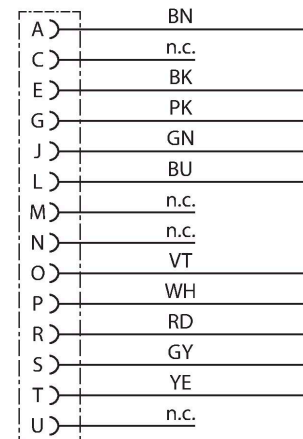 A BN
C n.c.
E BK
G PK
J GN
L BU
M n.c.
N n.c.
O VT
P WH
R RD
S GY
T YE
U n.c.